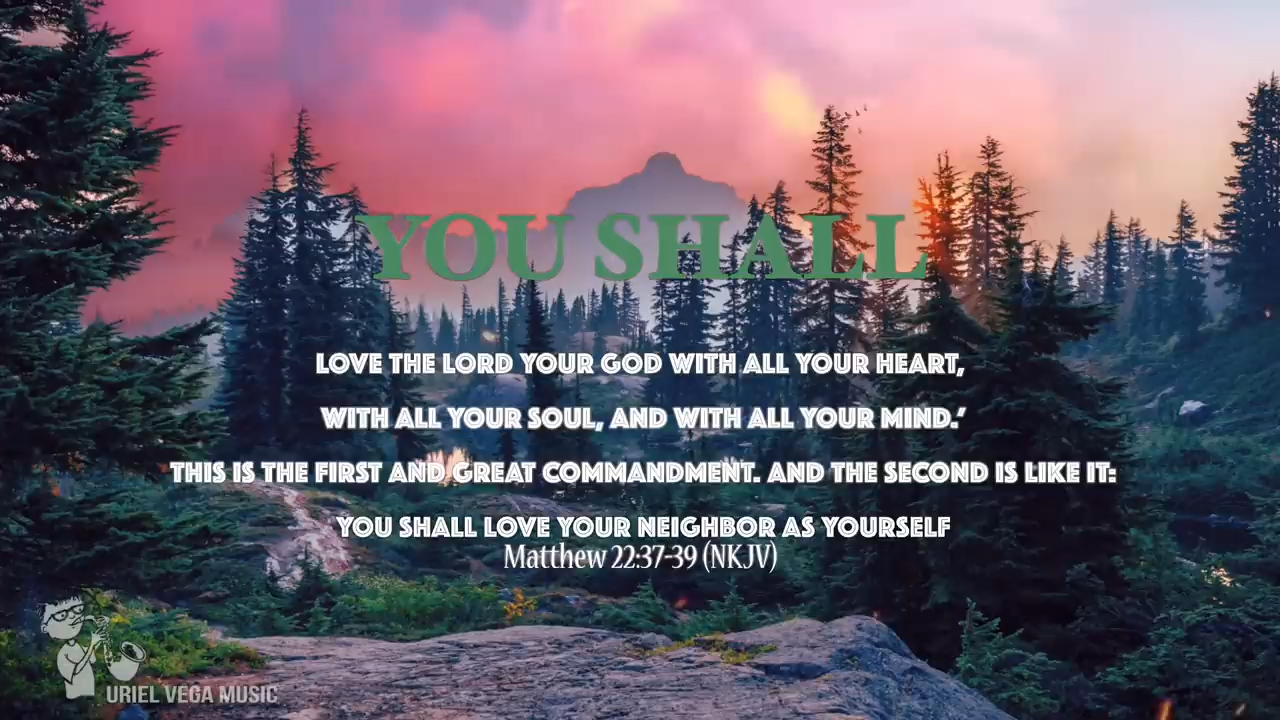 YOU SHALL
LOVE THE LORD YOUR GOD WITH ALL YOUR HEART,
WITH ALL YOUR SOUL, AND WITH ALL YOUR MIND.’
THIS IS THE FIRST AND GREAT COMMANDMENT. AND THE SECOND IS LIKE IT:
YOU SHALL LOVE YOUR NEIGHBOR AS YOURSELF
Matthew 22:37-39 (NKJV)
URIEL VEGA MUSIC